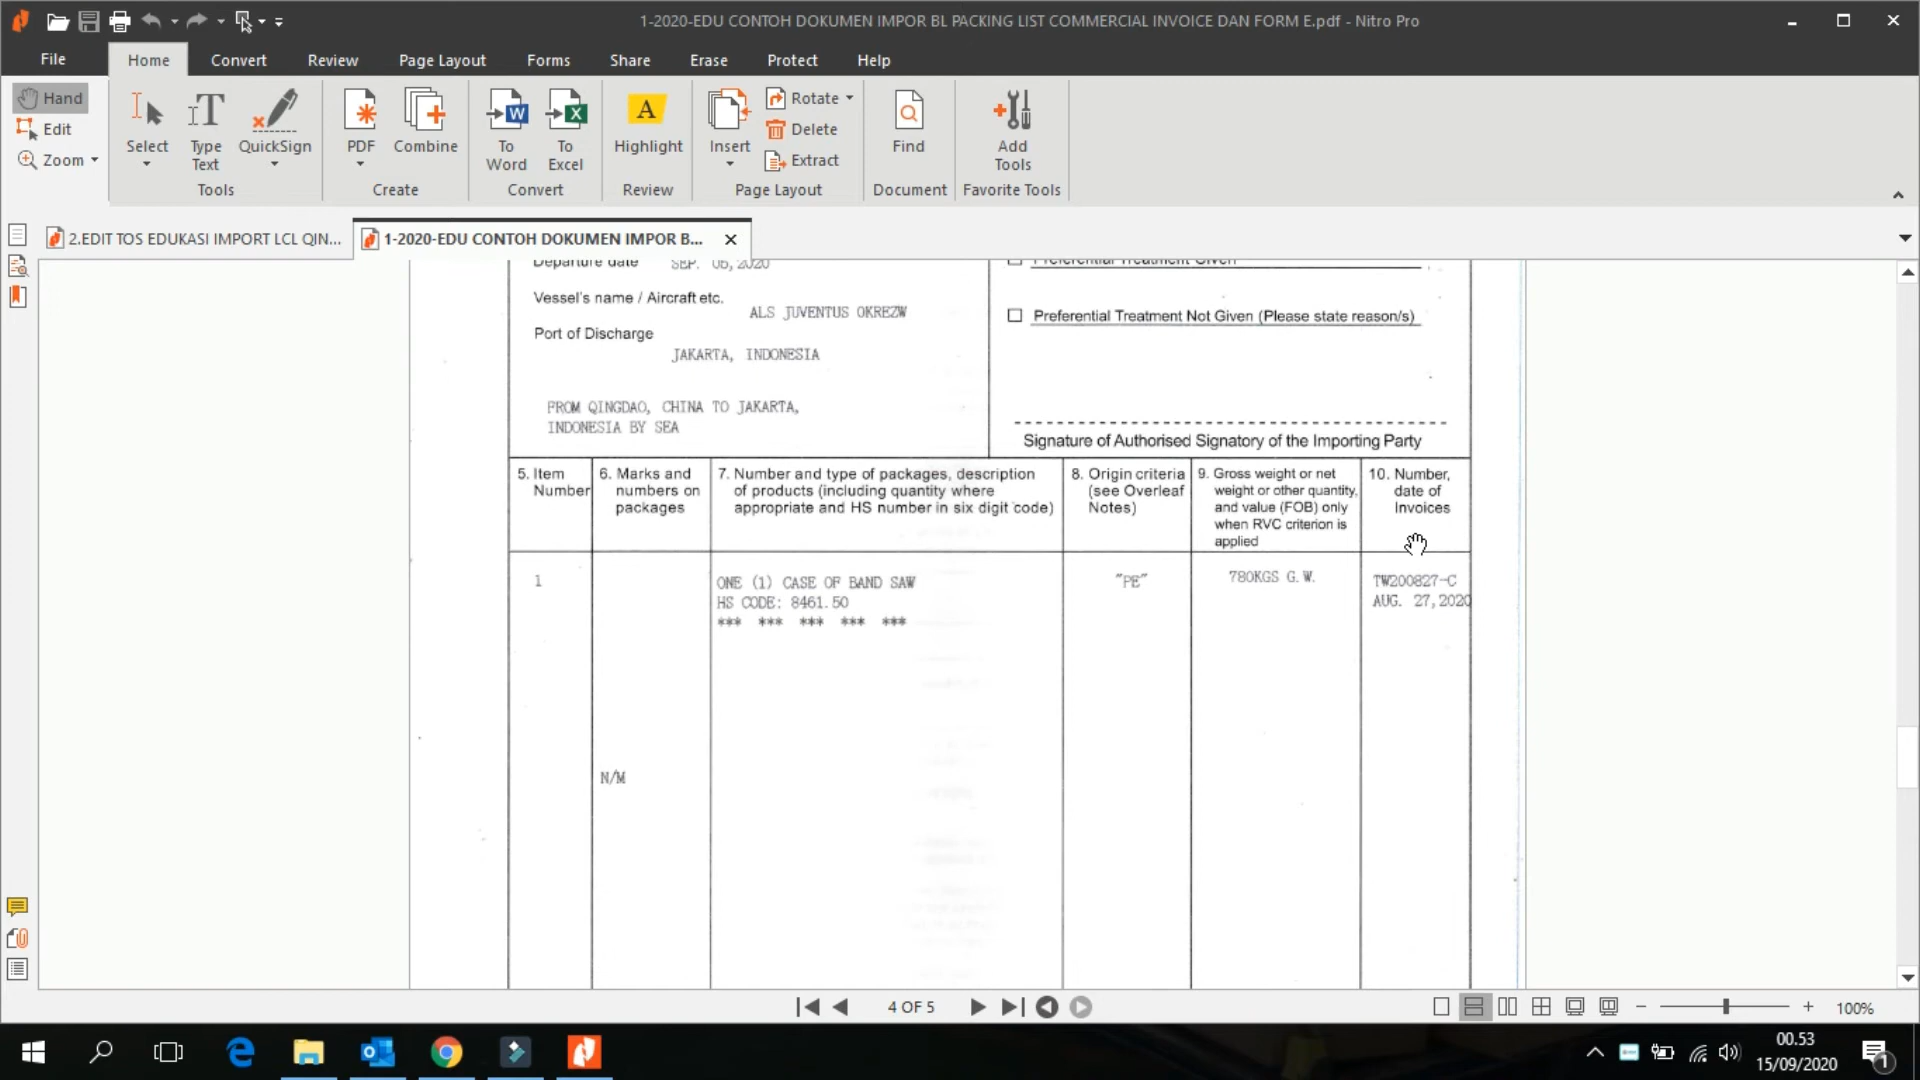 1-2020-EDU CONTOH DOKUMEN IMPOR BL PACKING LIST COMMERCIAL INVOICE DAN FORM E.pdf - Nitro Pro
File
Home
Convert
Review
Page Layout
Forms
Share
Erase
Protect
Help
Hand
Edit
Zoom
Select
Type
Text
QuickSign
Tools
PDF
Combine
Create
To
Word
To
Excel
Convert
Highlight
Review
Insert
Rotate
Delete
Extract
Page Layout
Find
Document
Add
Tools
Favorite Tools
2.EDIT TOS EDUKASI IMPORT LCL QIN...
1-2020-EDU CONTOH DOKUMEN IMPOR B...
Departure date SEP. 05,2020
Vessel's name / Aircraft etc.
ALS JUVENTUS OKREZW
Port of Discharge
JAKARTA, INDONESIA
FROM QINGDAO, CHINA TO JAKARTA,
INDONESIA BY SEA
Preferential Treatment Given
Preferential Treatment Not Given (Please state reason/s)
Signature of Authorised Signatory of the Importing Party
5. Item
Number
6. Marks and
numbers on
packages
7. Number and type of packages, description
of products (including quantity where
appropriate and HS number in six digit code)
8. Origin criteria
(see Overleaf
Notes)
9. Gross weight or net
weight or other quantity,
and value (FOB) only
when RVC criterion is
applied
10. Number,
date of
Invoices
1
N/M
ONE (1) CASE OF BAND SAW
HS CODE: 8461.50
*** *** *** *** ***
"PE"
780KGS G.W.
TW200827-C
AUG. 27,2020
4 OF 5
100%
00.53
15/09/2020
1